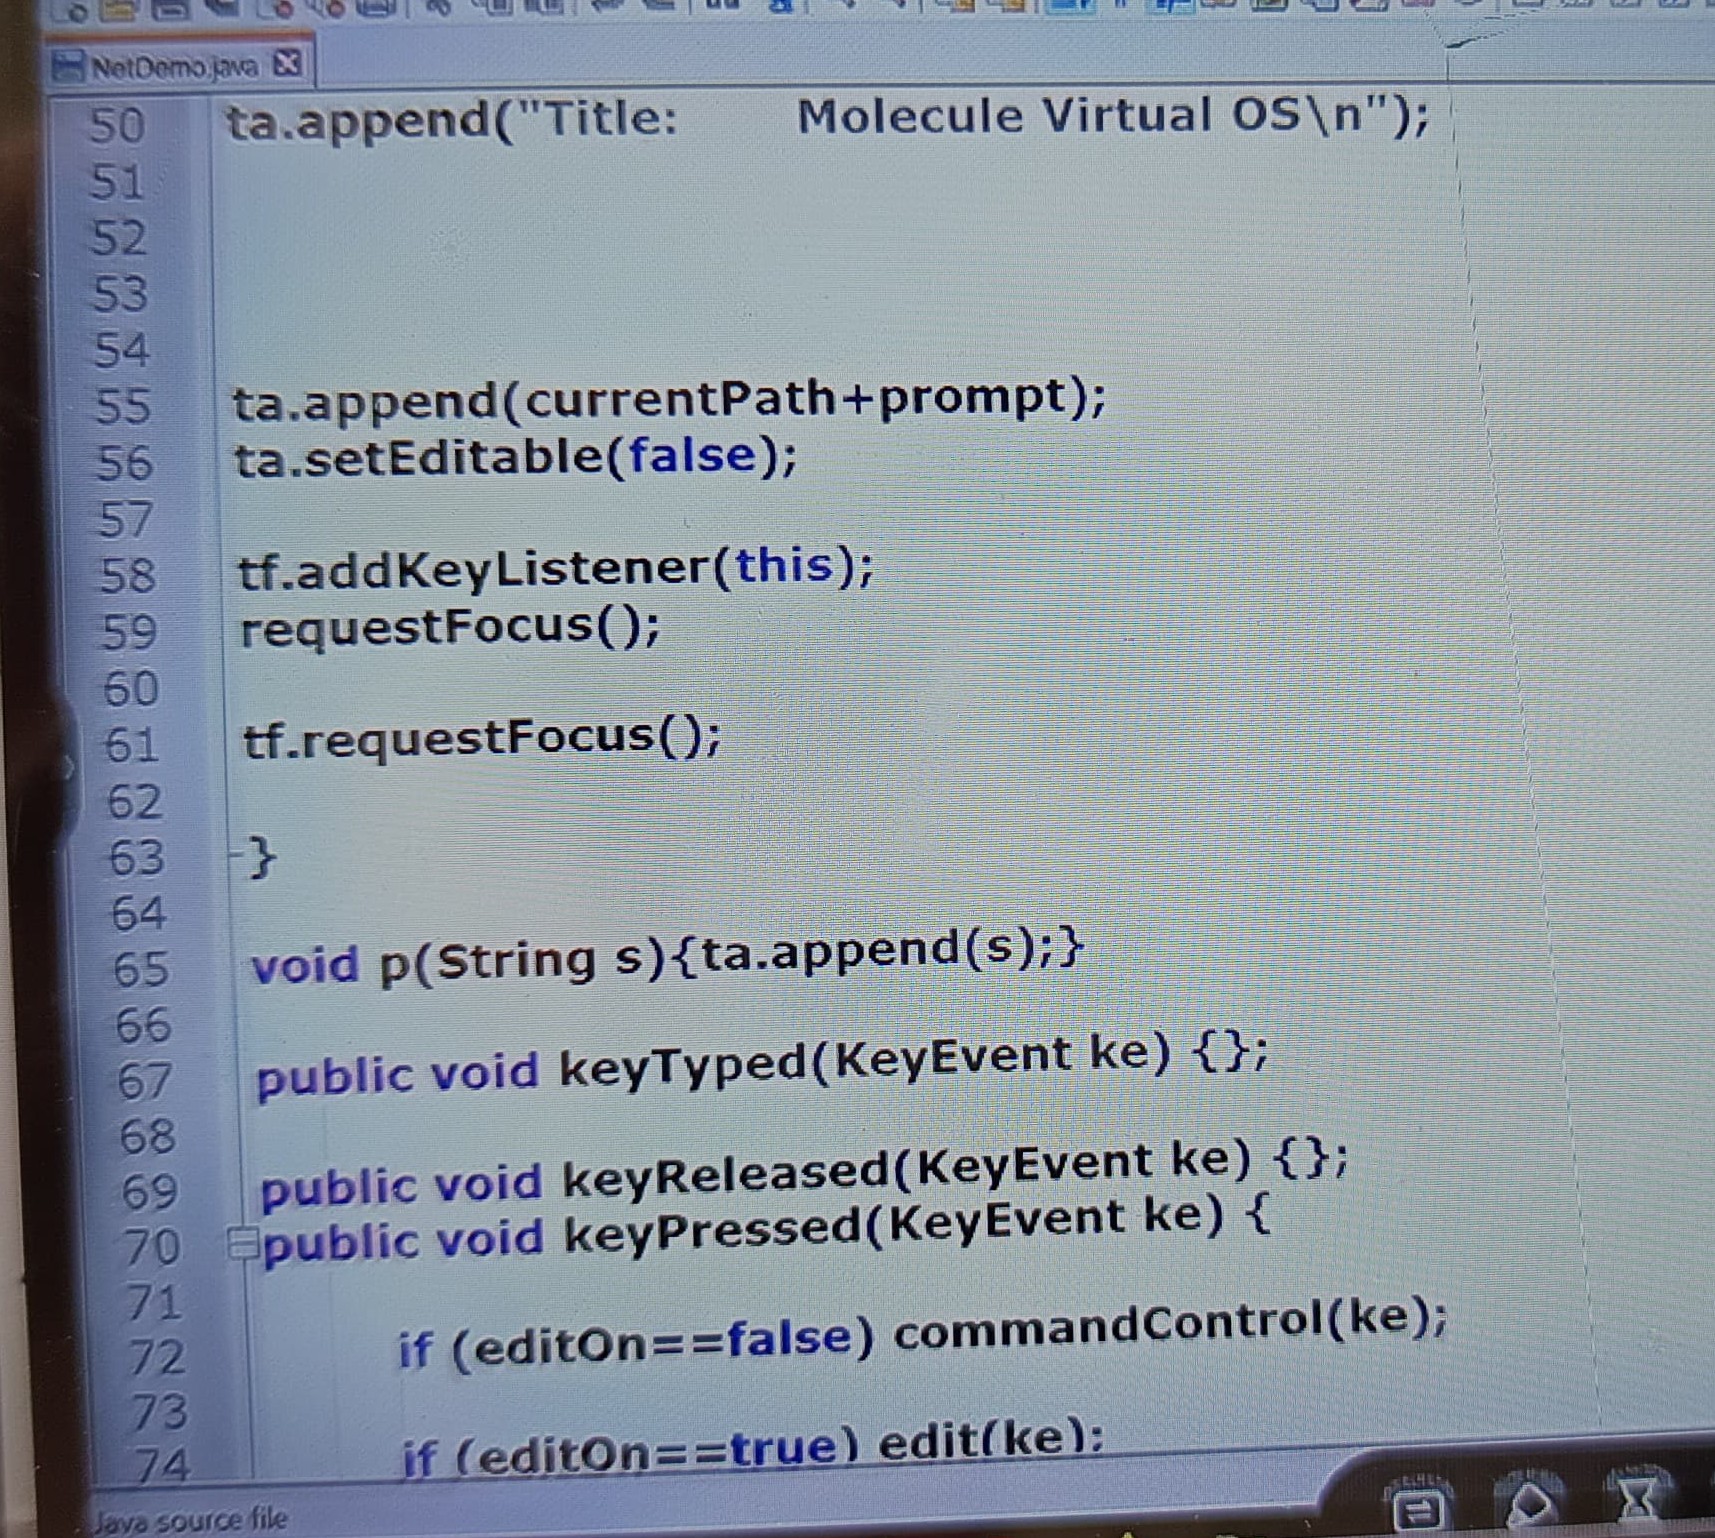 NetDemo.java
50 ta.append("Title:      Molecule Virtual OS\n");
51
52
53
54
55 ta.append(currentPath+prompt);
56 ta.setEditable(false);
57
58 tf.addKeyListener(this);
59 requestFocus();
60
61 tf.requestFocus();
62
63 }
64
65 void p(String s){ta.append(s);}
66
67 public void keyTyped(KeyEvent ke) {};
68
69 public void keyReleased(KeyEvent ke) {};
70 public void keyPressed(KeyEvent ke) {
71
72 if (editOn==false) commandControl(ke);
73
74 if (editOn==true) edit(ke);
Java source file